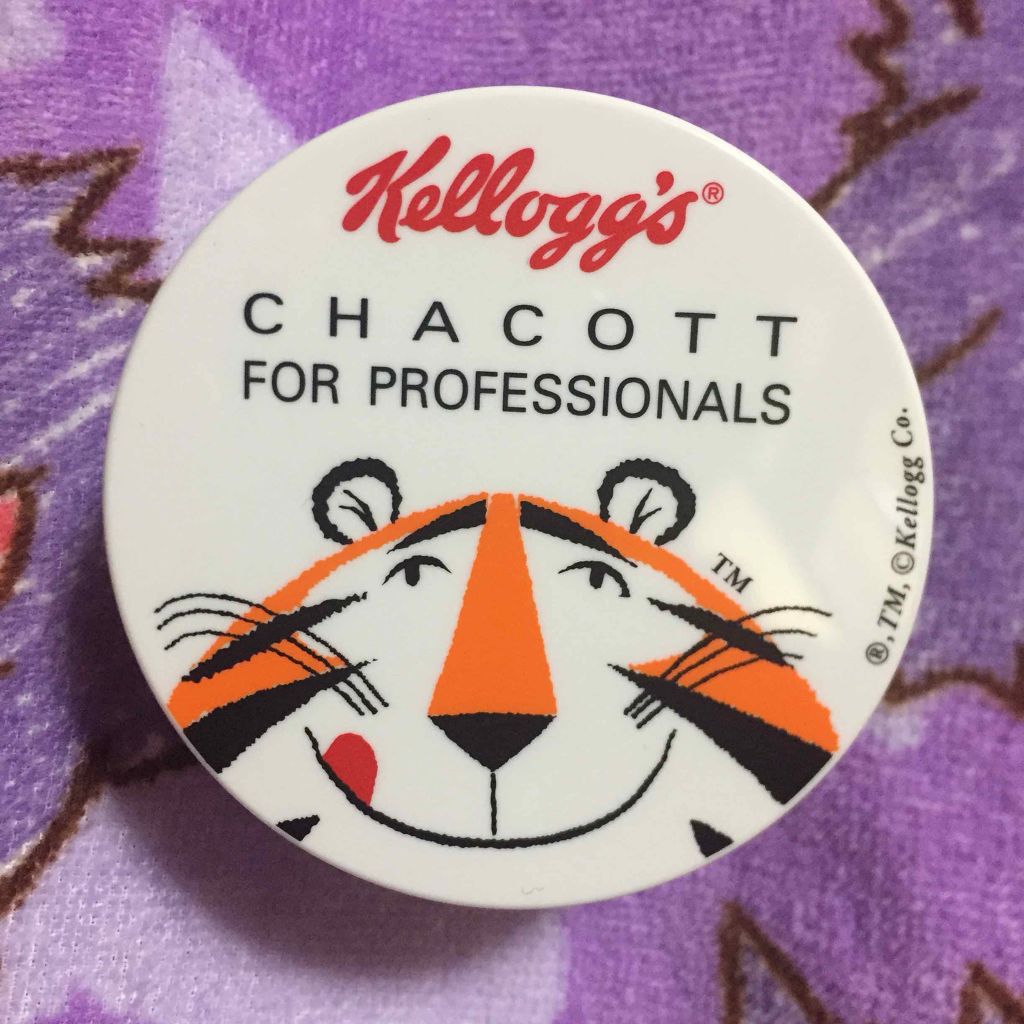 Kellogg's®
CHACOTT
FOR PROFESSIONALS
TM
®, TM, ©Kellogg Co.